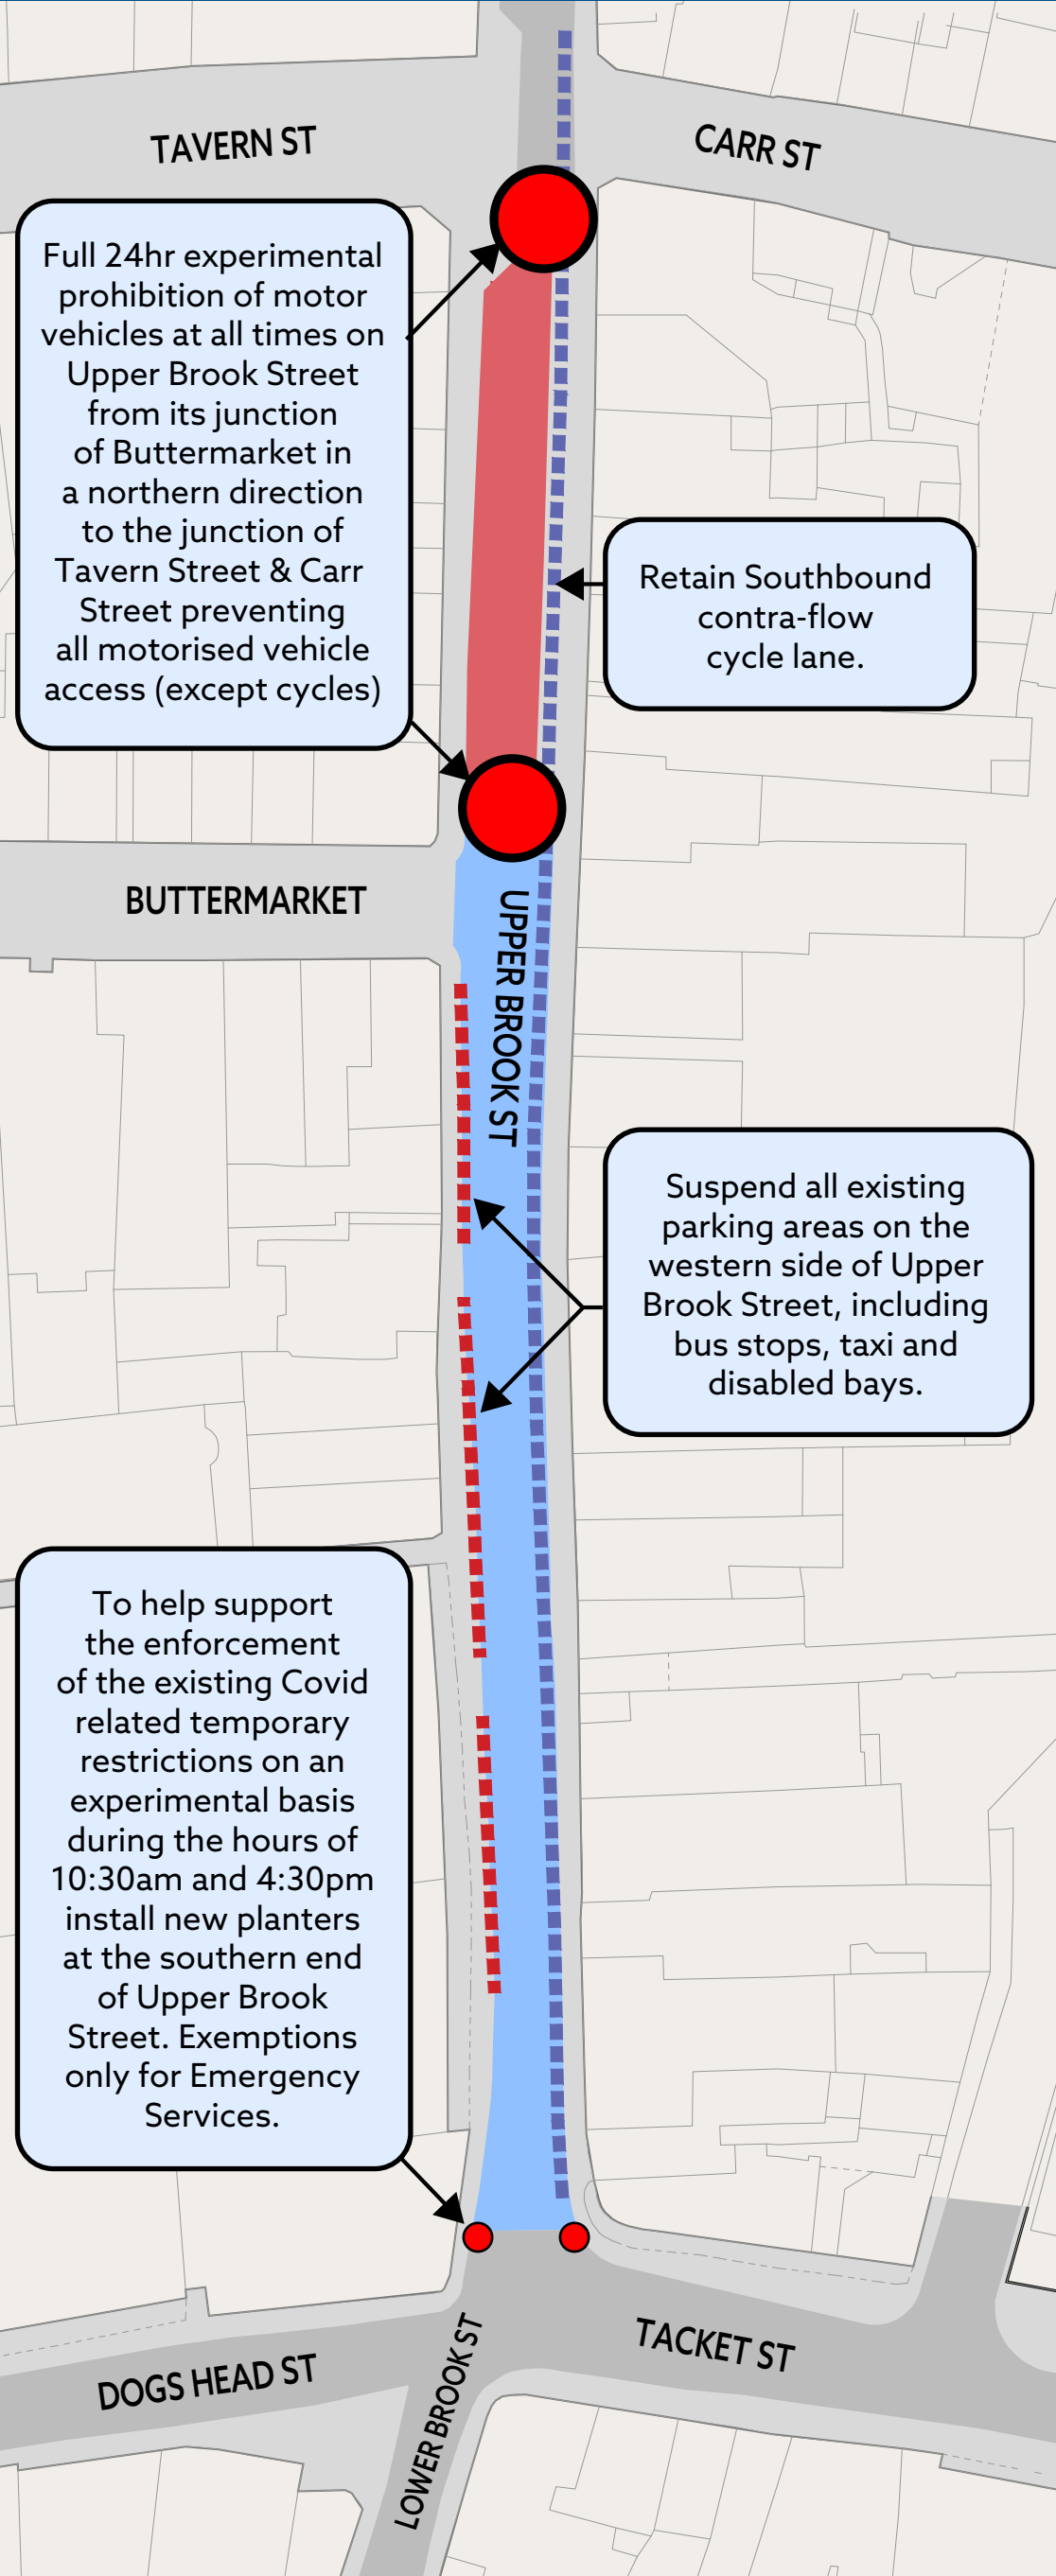 TAVERN ST
CARR ST
Full 24hr experimental
prohibition of motor
vehicles at all times on
Upper Brook Street
from its junction
of Buttermarket in
a northern direction
to the junction of
Tavern Street & Carr
Street preventing
all motorised vehicle
access (except cycles)
Retain Southbound
contra-flow
cycle lane.
BUTTERMARKET
UPPER BROOK ST
Suspend all existing
parking areas on the
western side of Upper
Brook Street, including
bus stops, taxi and
disabled bays.
To help support
the enforcement
of the existing Covid
related temporary
restrictions on an
experimental basis
during the hours of
10:30am and 4:30pm
install new planters
at the southern end
of Upper Brook
Street. Exemptions
only for Emergency
Services.
DOGS HEAD ST
LOWER BROOK ST
TACKET ST